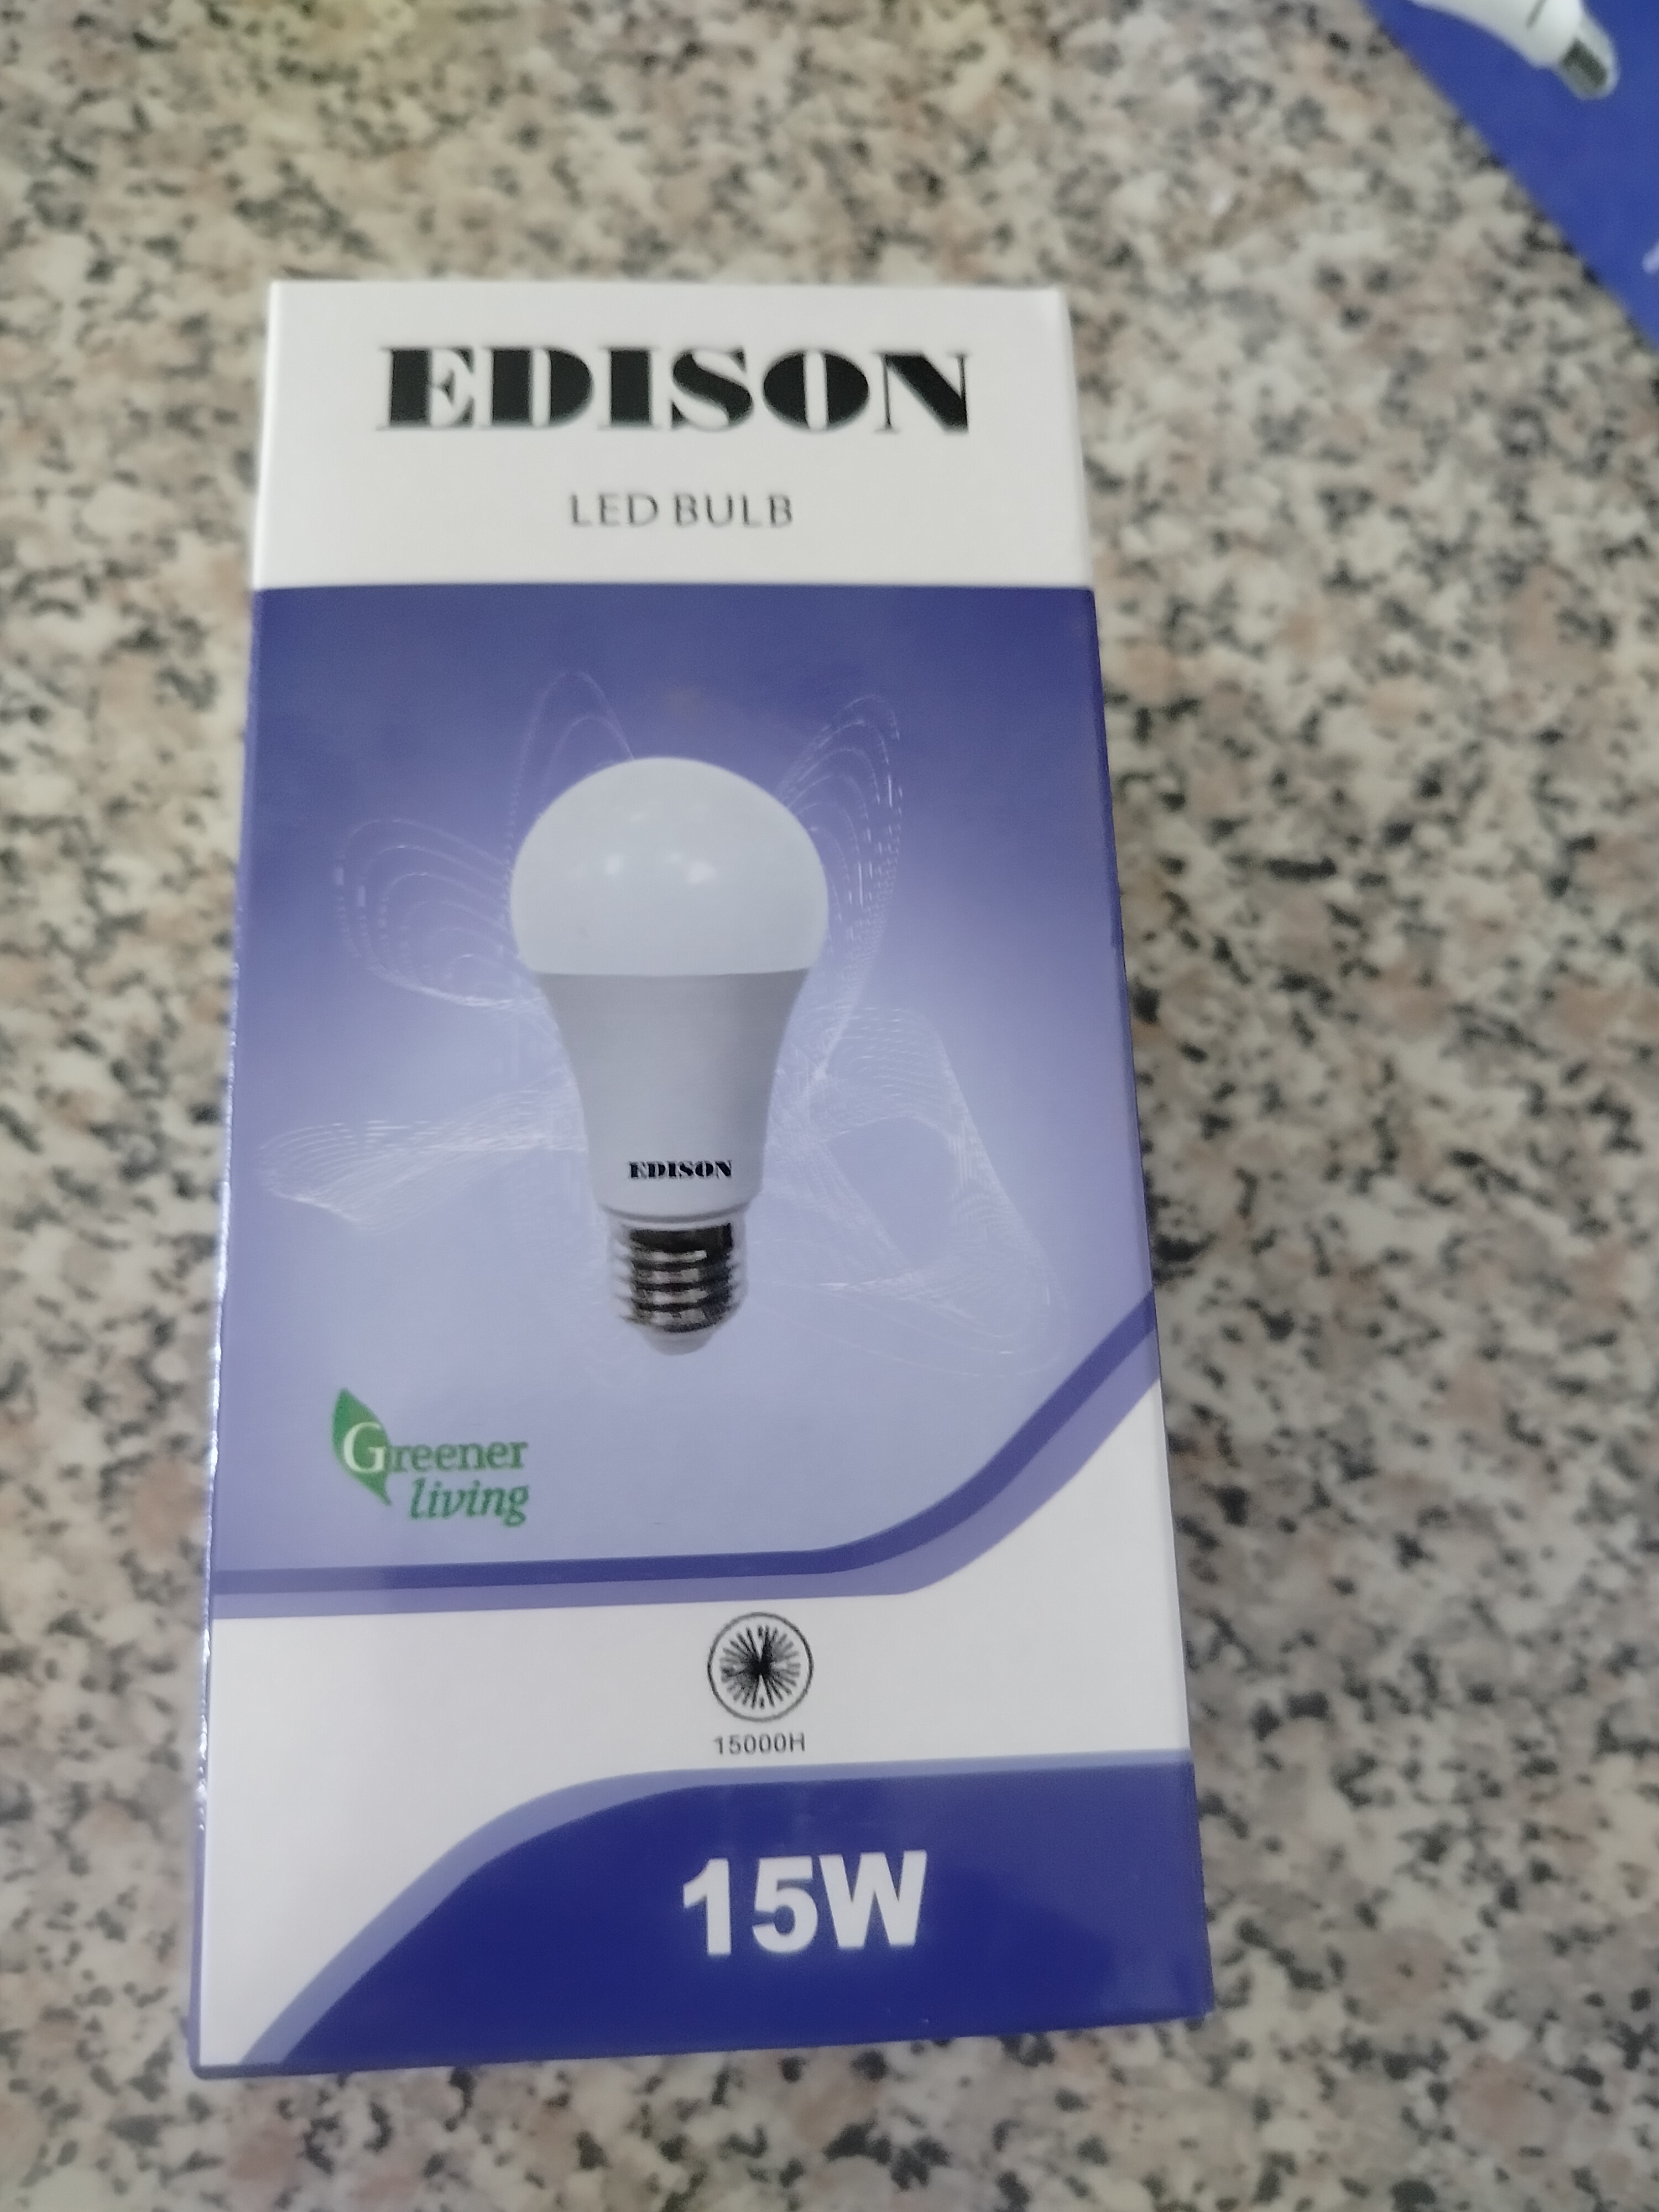 EDISON
LED BULB
EDISON
Greener
living
15000H
15W